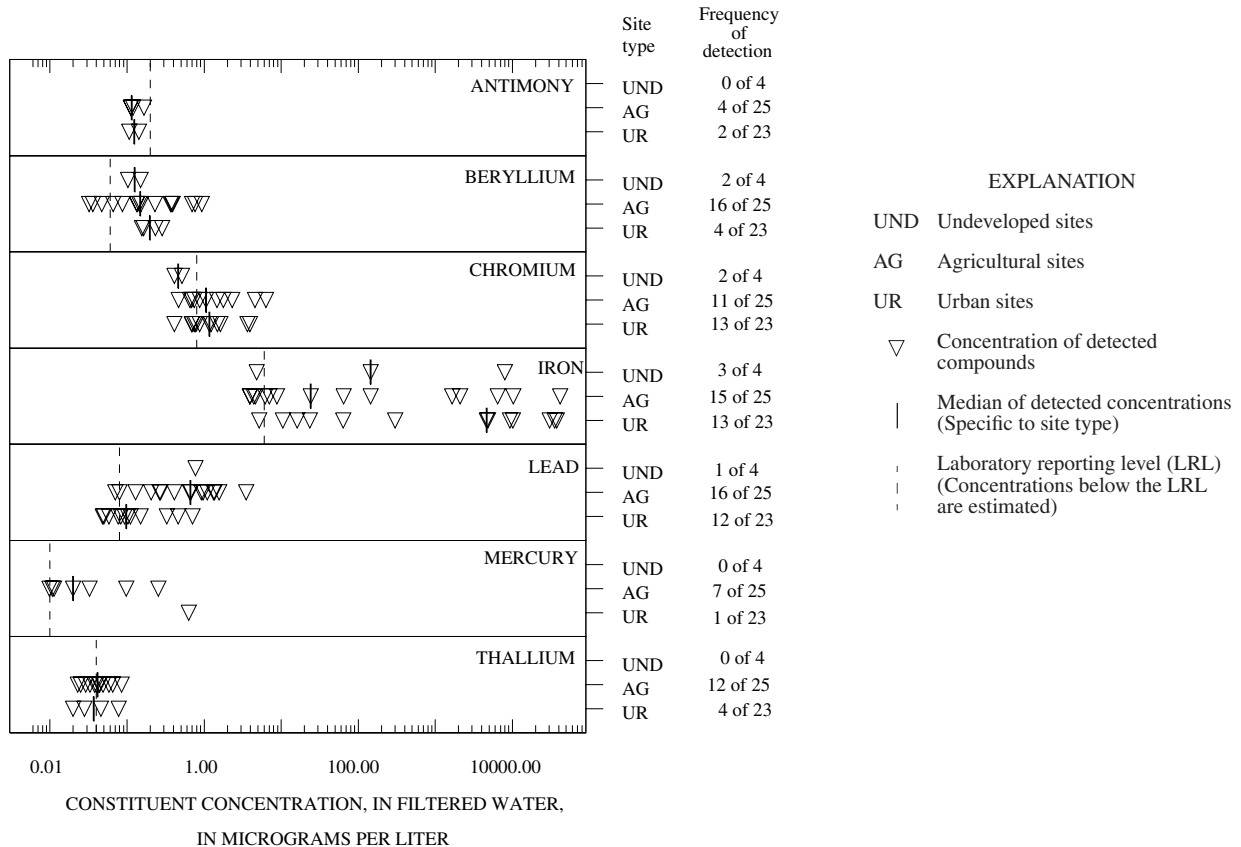 Site type
Frequency of detection
ANTIMONY
UND 0 of 4
AG 4 of 25
UR 2 of 23
BERYLLIUM
UND 2 of 4
AG 16 of 25
UR 4 of 23
CHROMIUM
UND 2 of 4
AG 11 of 25
UR 13 of 23
IRON
UND 3 of 4
AG 15 of 25
UR 13 of 23
LEAD
UND 1 of 4
AG 16 of 25
UR 12 of 23
MERCURY
UND 0 of 4
AG 7 of 25
UR 1 of 23
THALLIUM
UND 0 of 4
AG 12 of 25
UR 4 of 23
0.01 1.00 100.00 10000.00
CONSTITUENT CONCENTRATION, IN FILTERED WATER,
IN MICROGRAMS PER LITER
EXPLANATION
UND Undeveloped sites
AG Agricultural sites
UR Urban sites
Concentration of detected
compounds
Median of detected concentrations
(Specific to site type)
Laboratory reporting level (LRL)
(Concentrations below the LRL
are estimated)